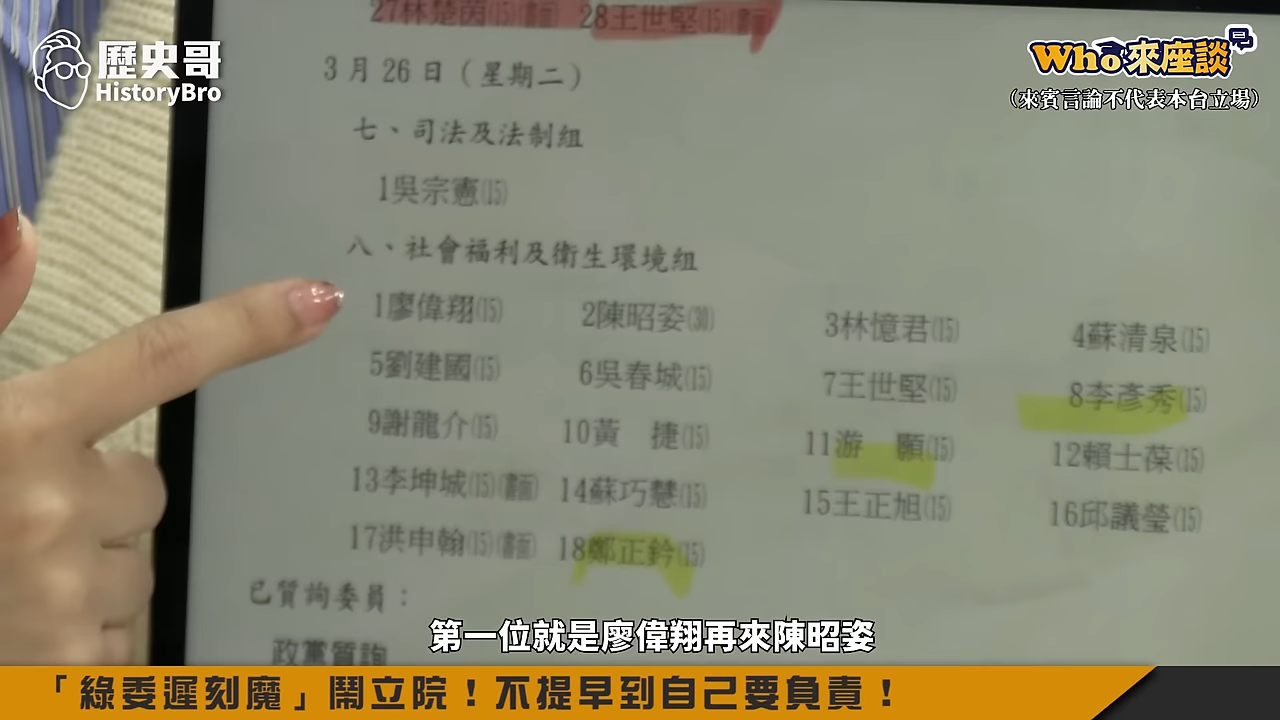 27林楚茵(15)(書面) 28王世堅(15)(書面)
歷史哥
HistoryBro
Who來座談
(來賓言論不代表本台立場)
3月26日(星期二)
七、司法及法制組
1吳宗憲(15)
八、社會福利及衛生環境組
1廖偉翔(15) 2陳昭姿(30) 3林憶君(15) 4蘇清泉(15)
5劉建國(15) 6吳春城(15) 7王世堅(15) 8李彥秀(15)
9謝龍介(15) 10黃 捷(15) 11游 顥(15) 12賴士葆(15)
13李坤城(15)(書面) 14蘇巧慧(15) 15王正旭(15) 16邱議瑩(15)
17洪申翰(15)(書面) 18鄭正鈐(15)
已質詢委員：
政黨質詢
第一位就是廖偉翔再來陳昭姿
「綠委遲刻魔」鬧立院！不提早到自己要負責！